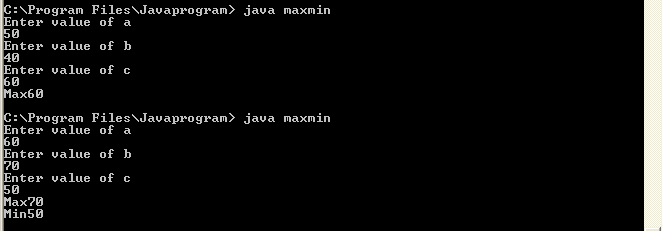 C:\Program Files\Javaprogram> java maxmin
Enter value of a
50
Enter value of b
40
Enter value of c
60
Max60
C:\Program Files\Javaprogram> java maxmin
Enter value of a
60
Enter value of b
70
Enter value of c
50
Max70
Min50